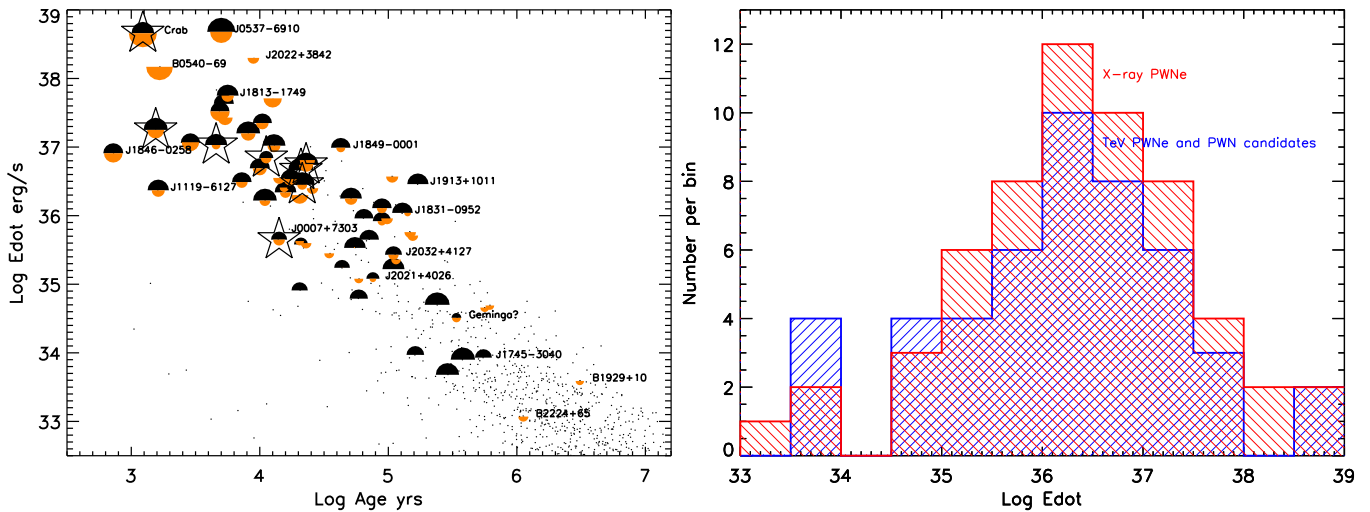 39
38
37
36
35
34
33
Log Edot erg/s
Crab
J0537-6910
J2022+3842
B0540-69
J1813-1749
J1849-0001
J1846-0258
J1913+1011
J1119-6127
J1831-0952
J0007+7303
J2032+4127
J2021+4026
Geminga?
J1745-3040
B1929+10
B2224+65
3 4 5 6 7
Log Age yrs
12
10
8
6
4
2
0
Number per bin
X-ray PWNe
TeV PWNe and PWN candidates
33 34 35 36 37 38 39
Log Edot